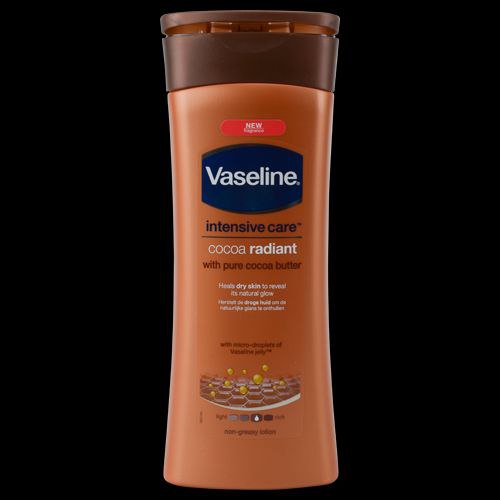 NEW
fragrance
Vaseline®
intensive care™
cocoa radiant
with pure cocoa butter
Heals dry skin to reveal
its natural glow
Herstelt de droge huid om de
natuurlijke glans te onthullen
with micro-droplets of
Vaseline jelly™
light rich
non-greasy lotion